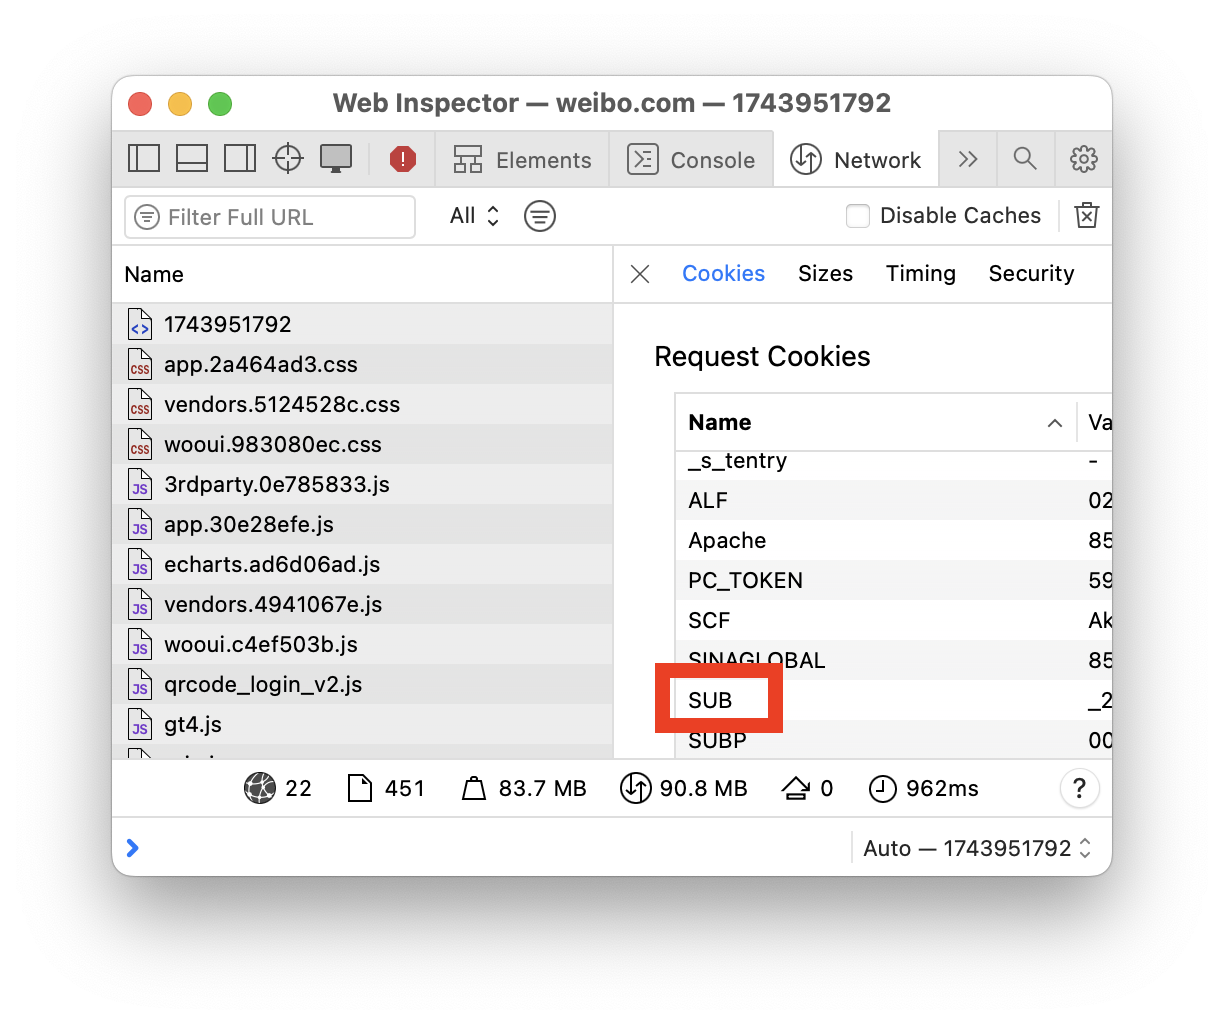 Web Inspector — weibo.com — 1743951792
Elements
Console
Network
Filter Full URL
All
Disable Caches
Name
Cookies
Sizes
Timing
Security
1743951792
app.2a464ad3.css
vendors.5124528c.css
wooui.983080ec.css
3rdparty.0e785833.js
app.30e28efe.js
echarts.ad6d06ad.js
vendors.4941067e.js
wooui.c4ef503b.js
qrcode_login_v2.js
gt4.js
Request Cookies
Name Va
_s_tentry -
ALF 02
Apache 85
PC_TOKEN 59
SCF Ak
SINAGLOBAL 85
SUB _2
SUBP 00
22 451 83.7 MB 90.8 MB 0 962ms ?
Auto — 1743951792